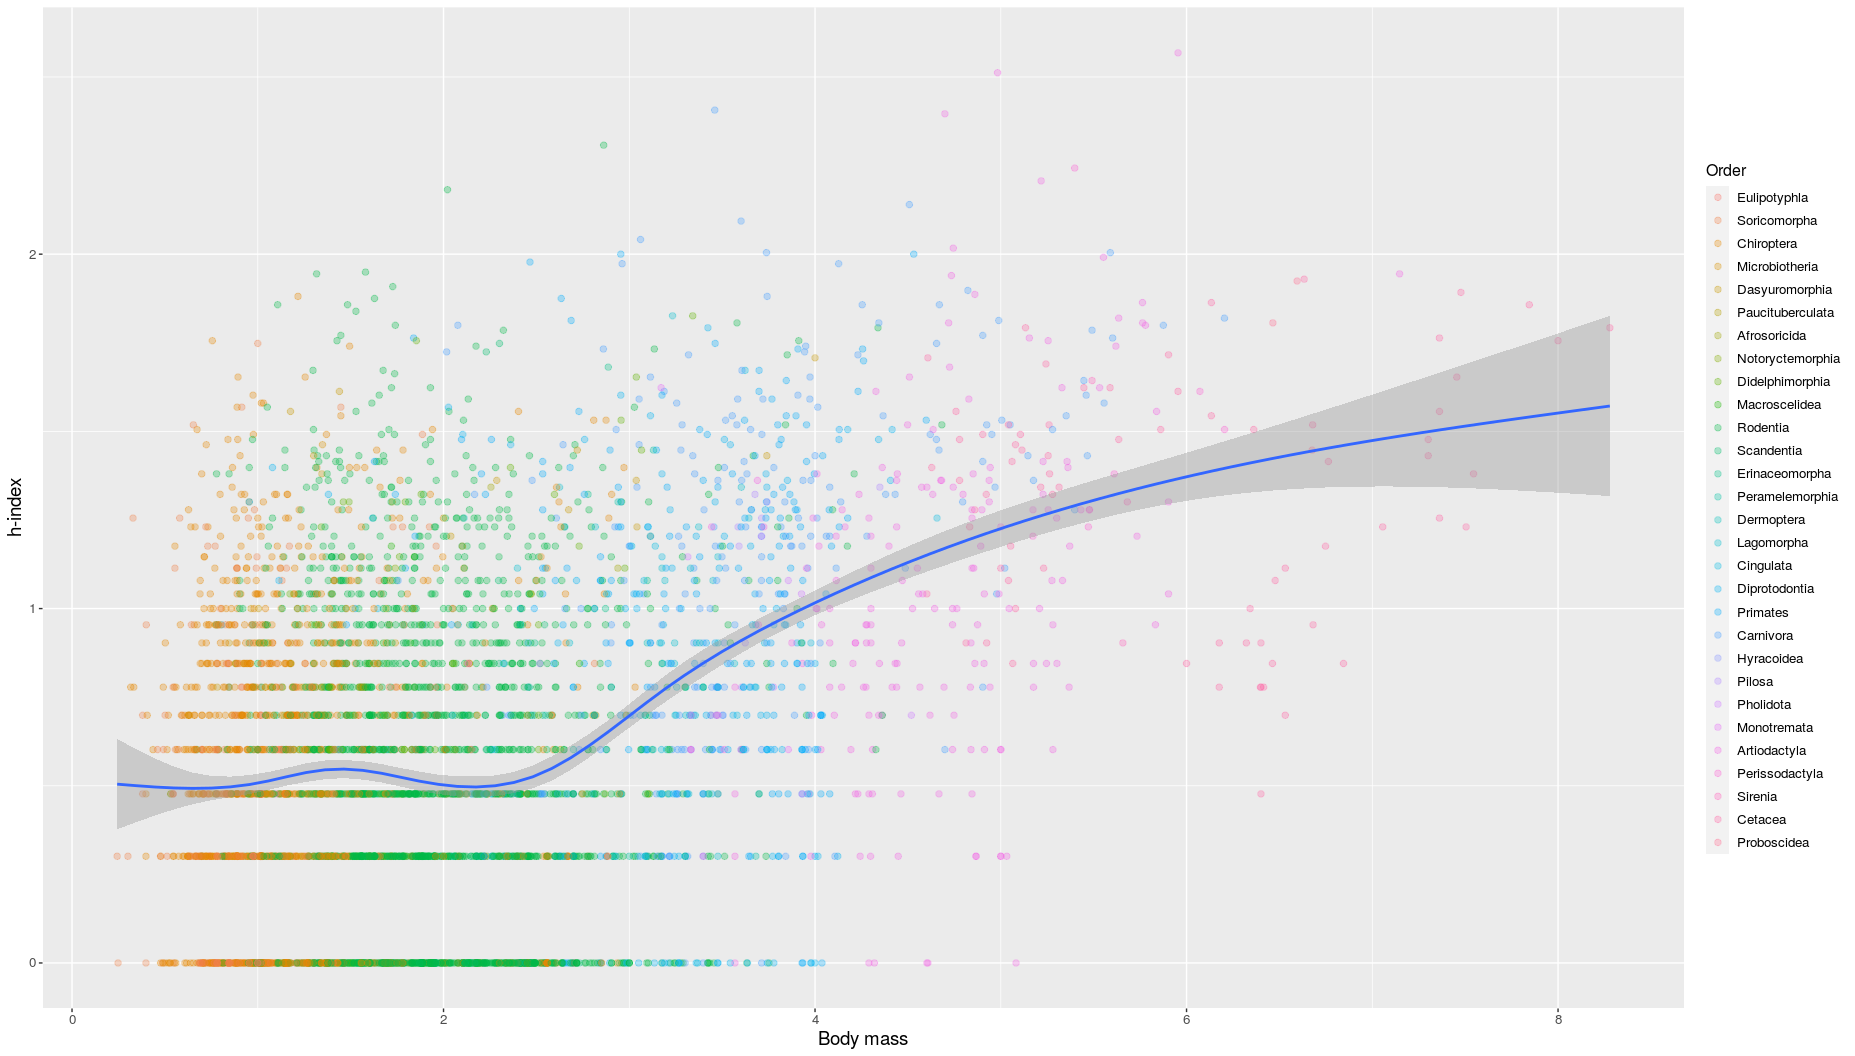 h-index
2
1
0
0
2
4
6
8
Body mass
Order
Eulipotyphla
Soricomorpha
Chiroptera
Microbiotheria
Dasyuromorphia
Paucituberculata
Afrosoricida
Notoryctemorphia
Didelphimorphia
Macroscelidea
Rodentia
Scandentia
Erinaceomorpha
Peramelemorphia
Dermoptera
Lagomorpha
Cingulata
Diprotodontia
Primates
Carnivora
Hyracoidea
Pilosa
Pholidota
Monotremata
Artiodactyla
Perissodactyla
Sirenia
Cetacea
Proboscidea